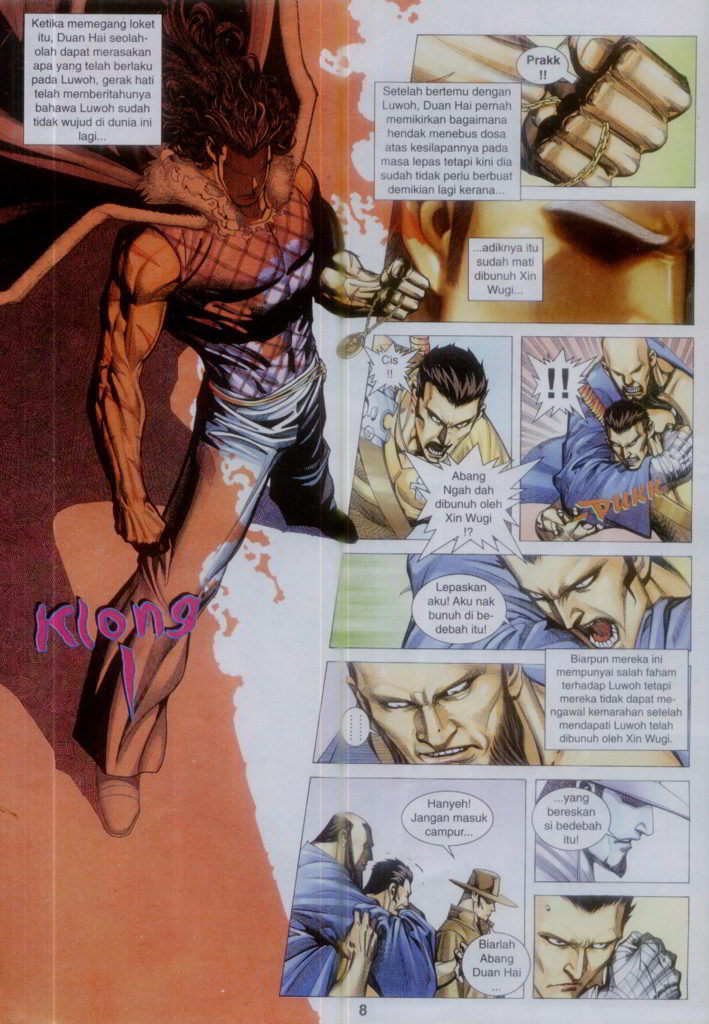 Ketika memegang loket
itu, Duan Hai seolah-
olah dapat merasakan
apa yang telah berlaku
pada Luwoh, gerak hati
telah memberitahunya
bahawa Luwoh sudah
tidak wujud di dunia ini
lagi...
Klong
!
Prakk
!!
Setelah bertemu dengan
Luwoh, Duan Hai pernah
memikirkan bagaimana
hendak menebus dosa
atas kesilapannya pada
masa lepas tetapi kini dia
sudah tidak perlu berbuat
demikian lagi kerana...
...adiknya itu
sudah mati
dibunuh Xin
Wugi...
Cis
!!
Abang
Ngah dah
dibunuh oleh
Xin Wugi
!?
!!
PUKK
Lepaskan
aku! Aku nak
bunuh di be-
debah itu!
Biarpun mereka ini
mempunyai salah faham
terhadap Luwoh tetapi
mereka tidak dapat me-
ngawal kemarahan setelah
mendapati Luwoh telah
dibunuh oleh Xin Wugi.
Hanyeh!
Jangan masuk
campur...
Biarlah
Abang
Duan Hai
...
...yang
bereskan
si bedebah
itu!
8